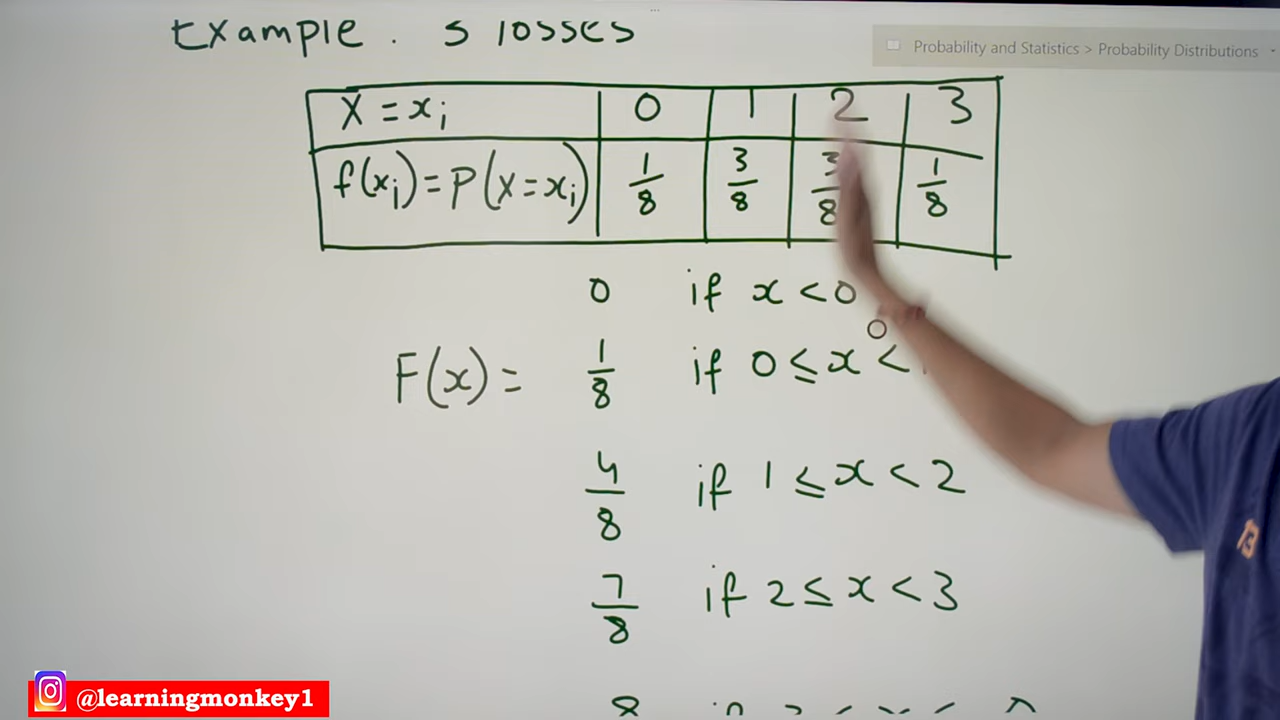 Example . 5 losses
Probability and Statistics > Probability Distributions
X = xᵢ 0 1 2 3
f(xᵢ) = P(X = xᵢ) 1/8 3/8 3/8 1/8
0 if x < 0
F(x) = 1/8 if 0 ≤ x <
4/8 if 1 ≤ x < 2
7/8 if 2 ≤ x < 3
@learningmonkey1